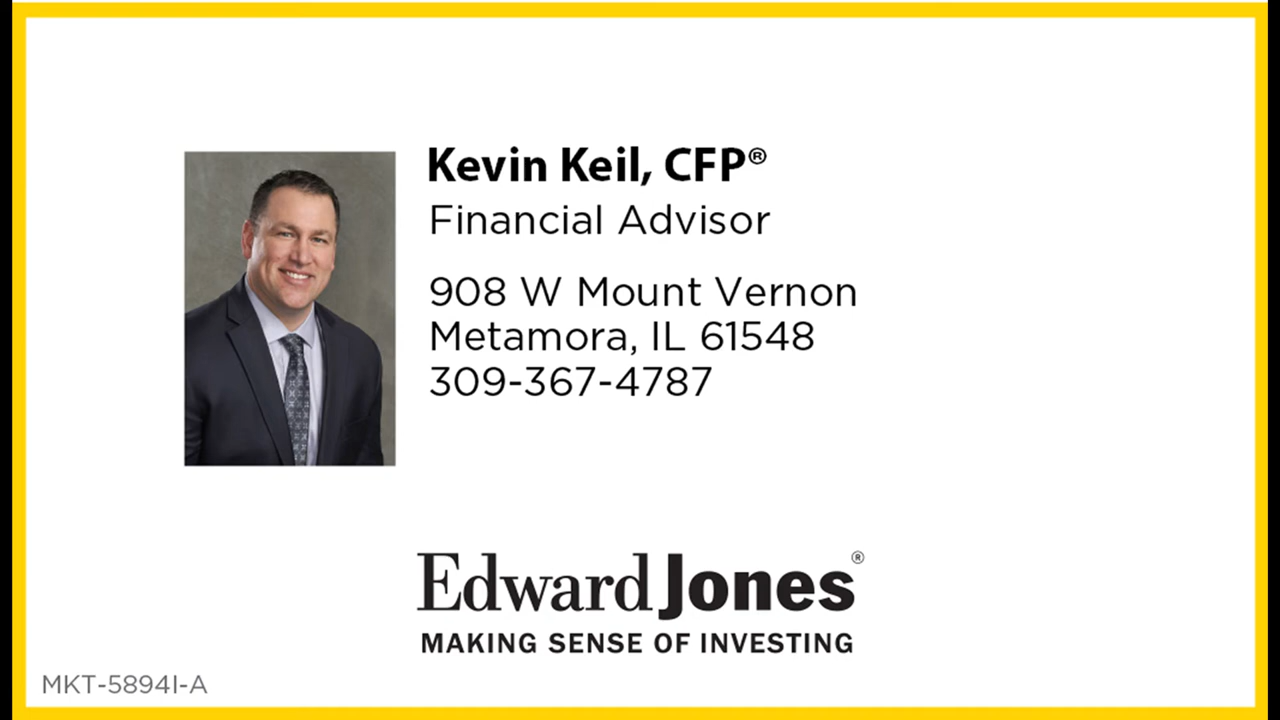 Kevin Keil, CFP®
Financial Advisor
908 W Mount Vernon
Metamora, IL 61548
309-367-4787
Edward Jones®
MAKING SENSE OF INVESTING
MKT-5894I-A